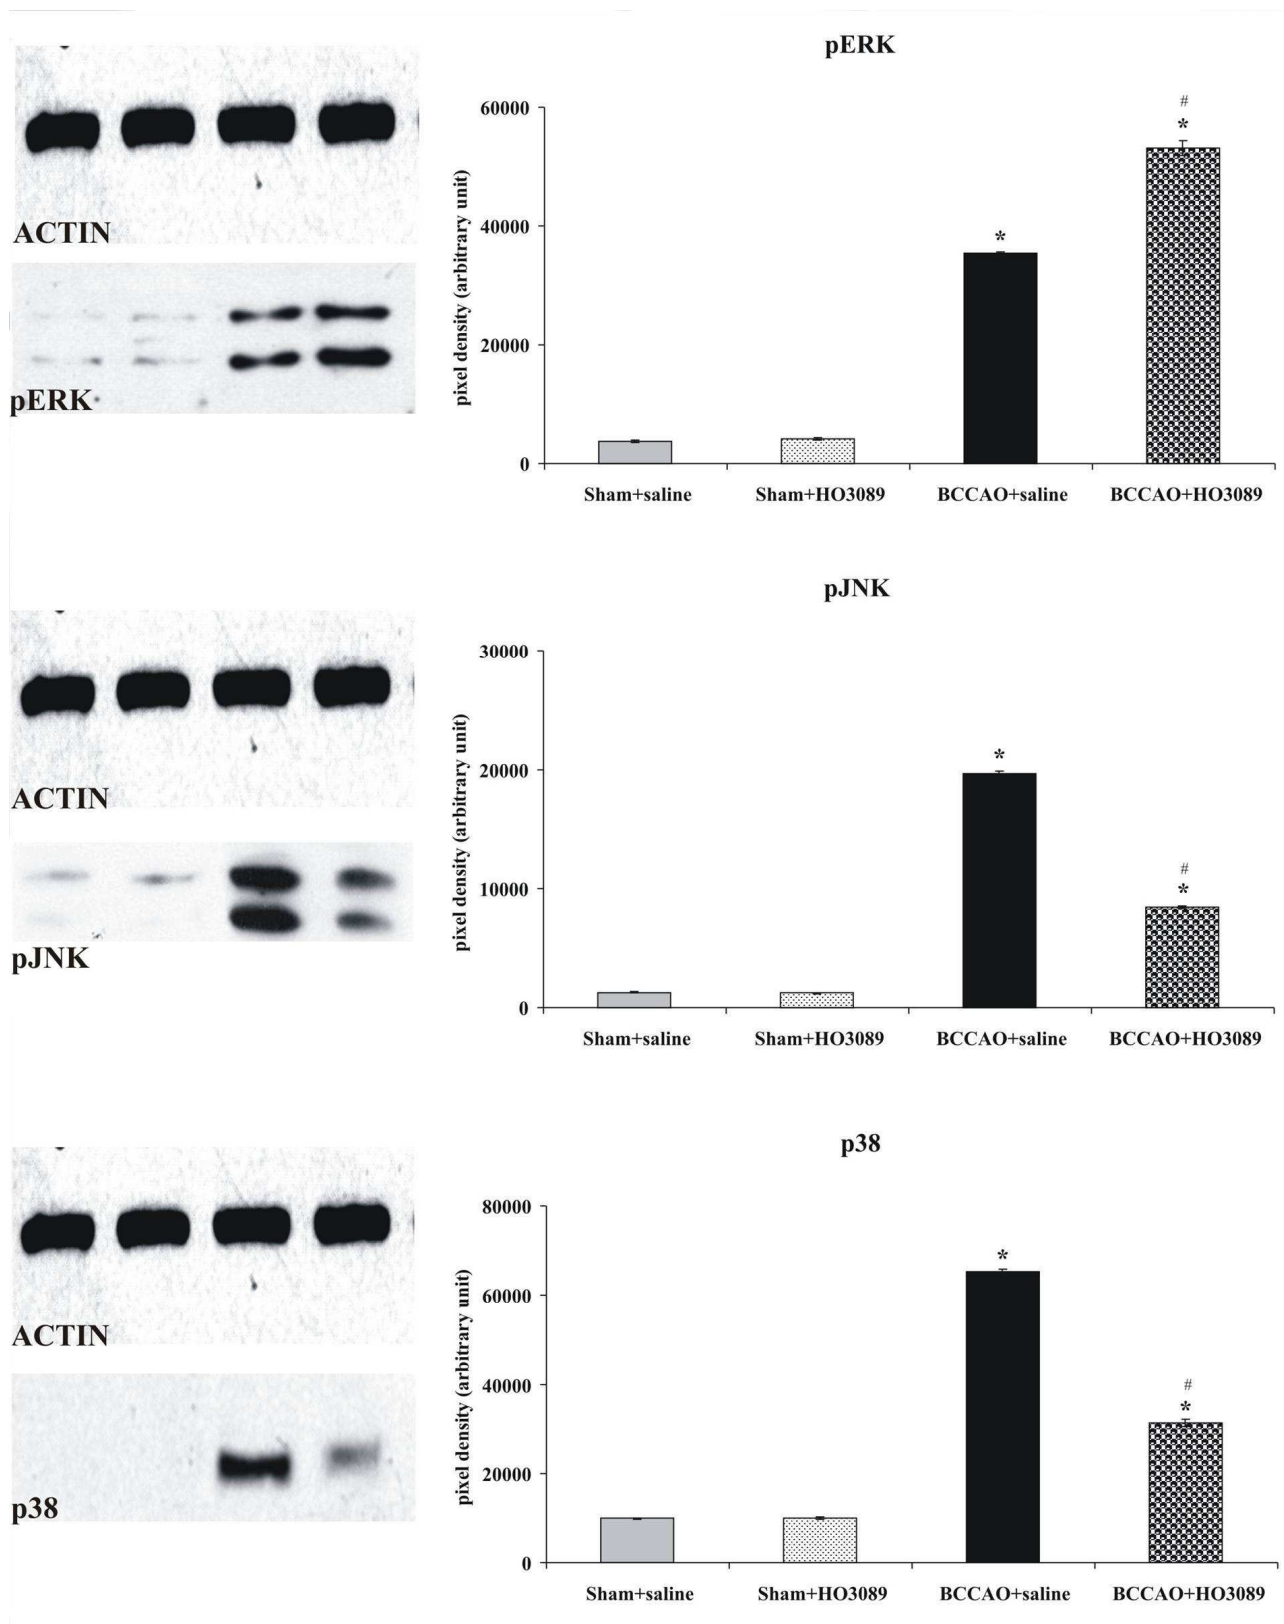 pERK
ACTIN
pERK
pixel density (arbitrary unit)
60000
40000
20000
0
#
*
*
Sham+saline Sham+HO3089 BCCAO+saline BCCAO+HO3089
pJNK
ACTIN
pJNK
pixel density (arbitrary unit)
30000
20000
10000
0
*
#
*
Sham+saline Sham+HO3089 BCCAO+saline BCCAO+HO3089
p38
ACTIN
p38
pixel density (arbitrary unit)
80000
60000
40000
20000
0
*
#
*
Sham+saline Sham+HO3089 BCCAO+saline BCCAO+HO3089